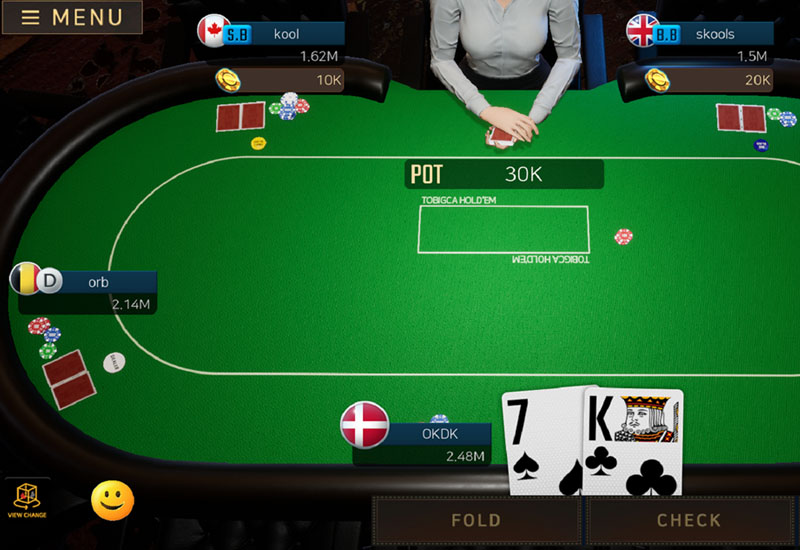 MENU
S.B kool
1.62M
10K
B.B skools
1.5M
20K
POT 30K
TOBIGCA HOLD'EM
TOBIGCA HOLD'EM
D orb
2.14M
DEALER
OKDK
2.48M
7 K
VIEW CHANGE
FOLD CHECK